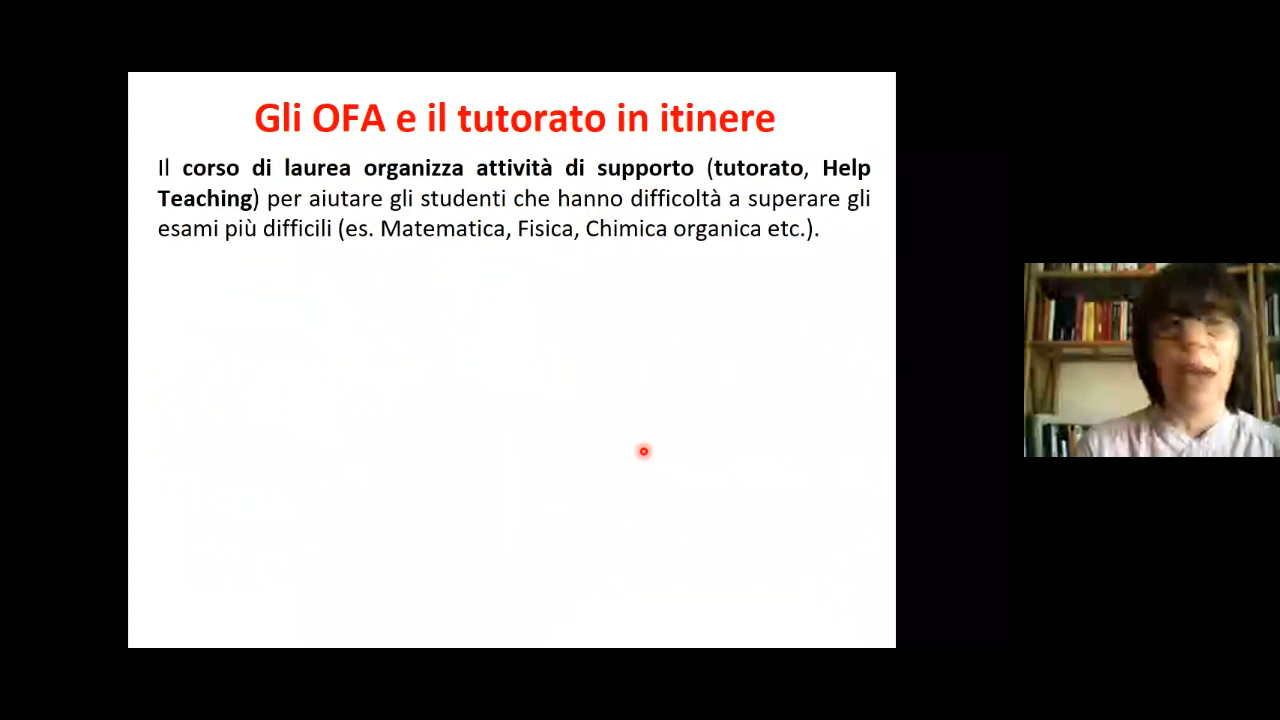 Gli OFA e il tutorato in itinere
Il corso di laurea organizza attività di supporto (tutorato, Help
Teaching) per aiutare gli studenti che hanno difficoltà a superare gli
esami più difficili (es. Matematica, Fisica, Chimica organica etc.).